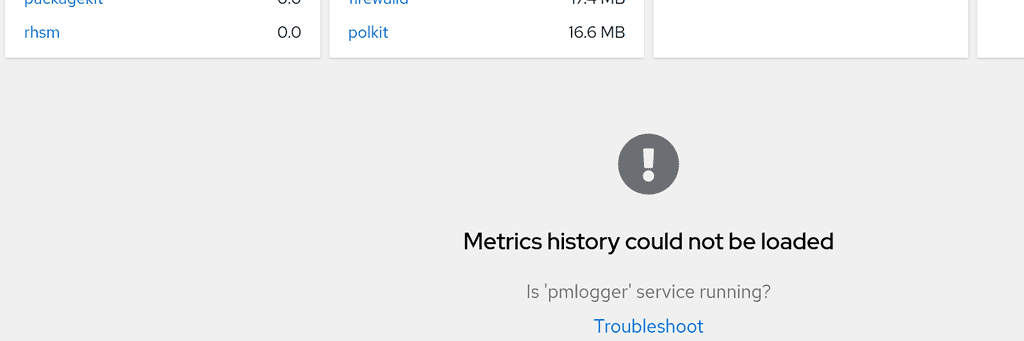 packagekit 0.0 firewalld 17.4 MB
rhsm 0.0 polkit 16.6 MB
Metrics history could not be loaded
Is 'pmlogger' service running?
Troubleshoot